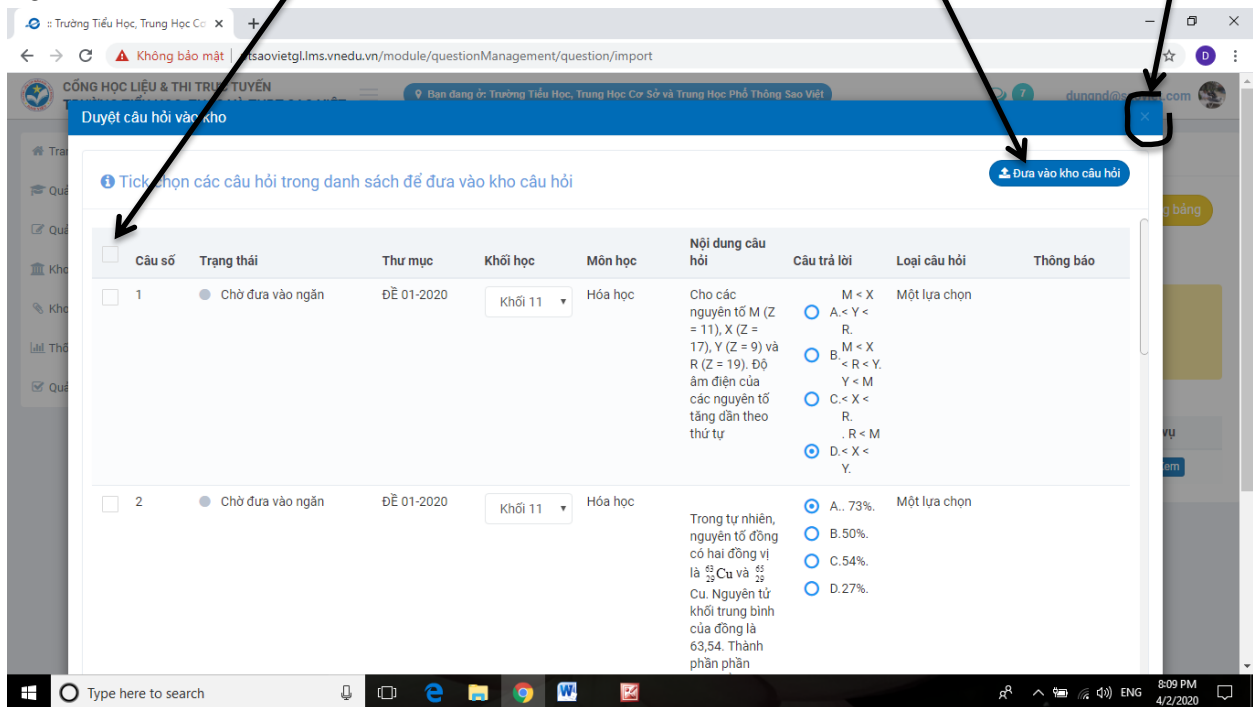 :: Trường Tiểu Học, Trung Học Cơ
Không bảo mật
tsaovietgl.lms.vnedu.vn/module/questionManagement/question/import
D
CỔNG HỌC LIỆU & THI TRỰC TUYẾN
Bạn đang ở: Trường Tiểu Học, Trung Học Cơ Sở và Trung Học Phổ Thông Sao Việt
7
Duyệt câu hỏi vào kho
Tick chọn các câu hỏi trong danh sách để đưa vào kho câu hỏi
Đưa vào kho câu hỏi
g bảng
Câu số Trạng thái Thư mục Khối học Môn học Nội dung câu hỏi Câu trả lời Loại câu hỏi Thông báo
1 Chờ đưa vào ngăn ĐỀ 01-2020 Khối 11 Hóa học
Cho các
nguyên tố M (Z
= 11), X (Z =
17), Y (Z = 9) và
R (Z = 19). Độ
âm điện của
các nguyên tố
tăng dần theo
thứ tự
M < X
A.< Y <
R.
M < X
B.< R < Y.
Y < M
C.< X <
R.
. R < M
D.< X <
Y.
Một lựa chọn
2 Chờ đưa vào ngăn ĐỀ 01-2020 Khối 11 Hóa học
Trong tự nhiên,
nguyên tố đồng
có hai đồng vị
là ⁶³₂₉Cu và ⁶⁵₂₉
Cu. Nguyên tử
khối trung bình
của đồng là
63,54. Thành
phần phần
A.. 73%.
B.50%.
C.54%.
D.27%.
Một lựa chọn
vụ
Type here to search
ENG
8:09 PM
4/2/2020